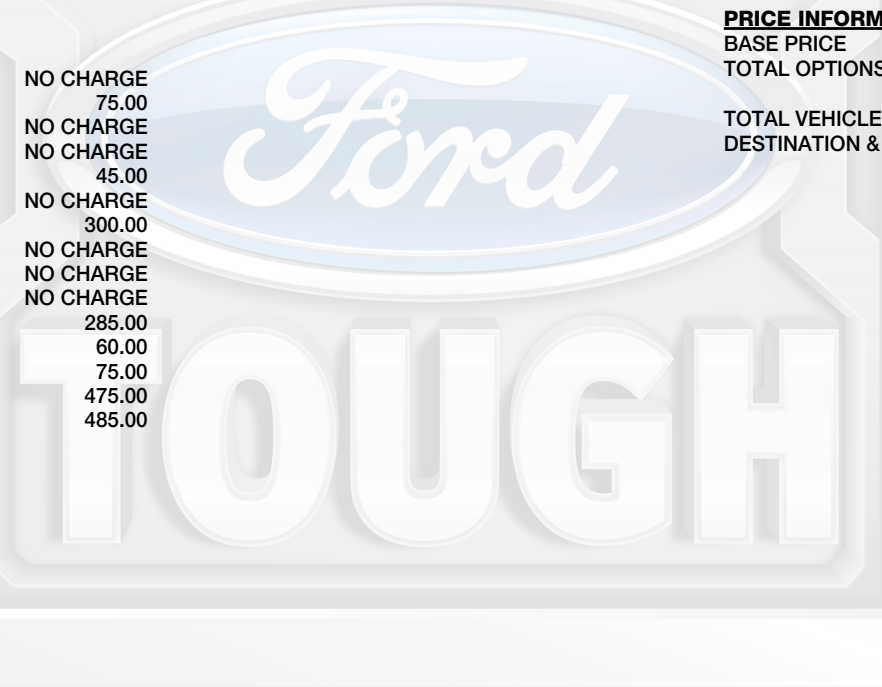 NO CHARGE
75.00
NO CHARGE
NO CHARGE
45.00
NO CHARGE
300.00
NO CHARGE
NO CHARGE
NO CHARGE
285.00
60.00
75.00
475.00
485.00
PRICE
BASE PRICE
TOTAL OPTIONS
TOTAL VEHICLE
DESTINATION &
Ford
TOUGH